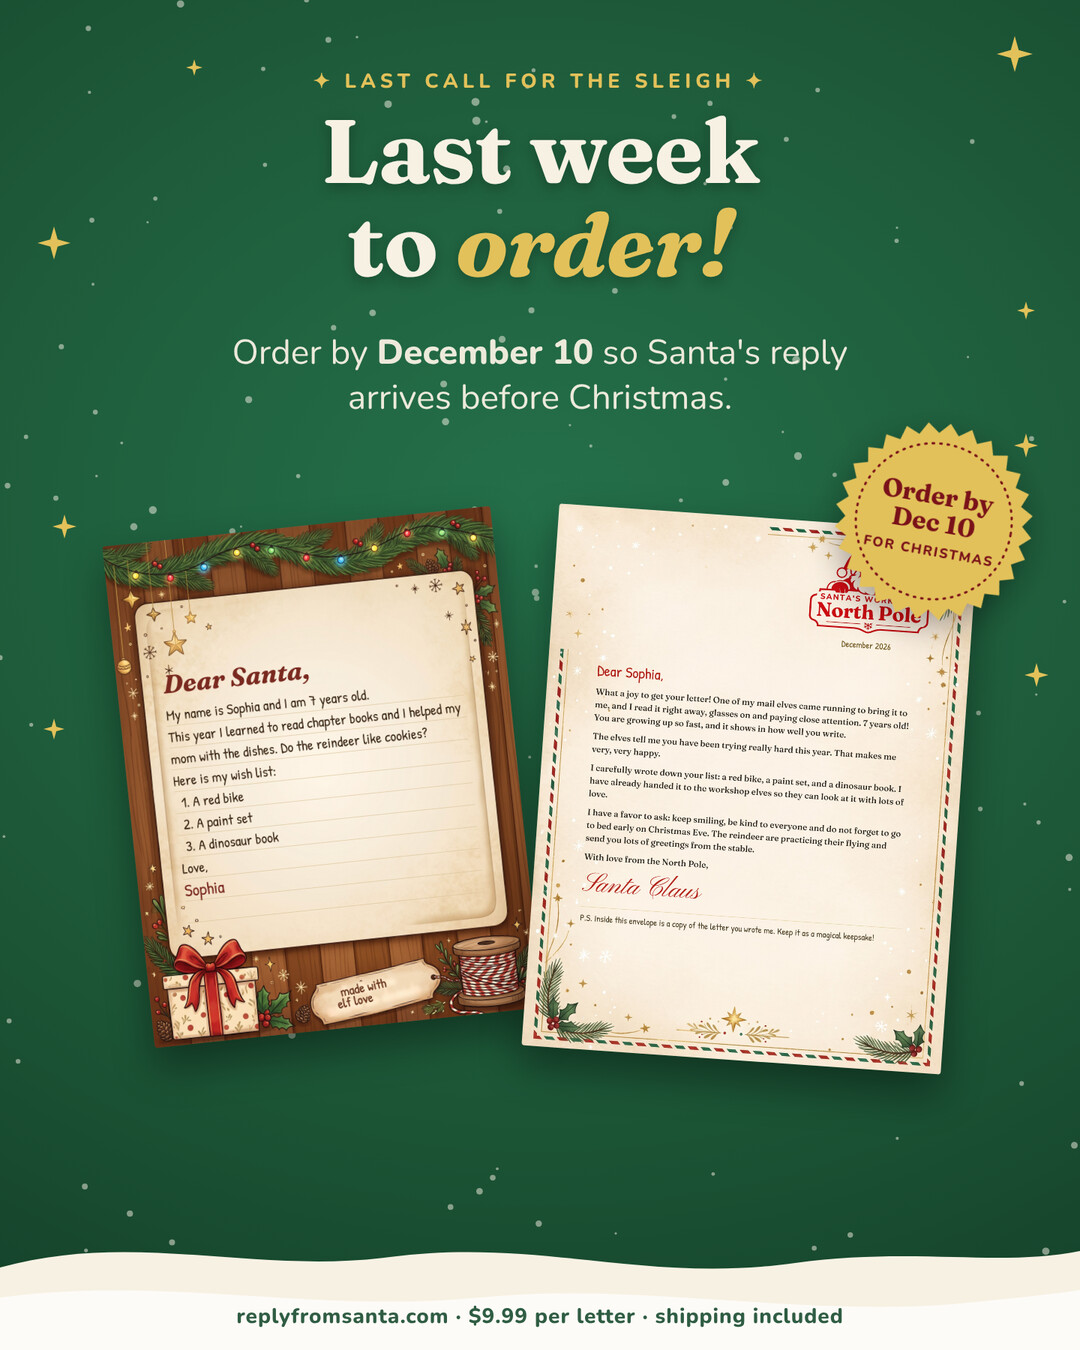 LAST CALL FOR THE SLEIGH
Last week
to order!
Order by December 10 so Santa's reply
arrives before Christmas.
Order by
Dec 10
FOR CHRISTMAS
Dear Santa,
My name is Sophia and I am 7 years old.
This year I learned to read chapter books and I helped my
mom with the dishes. Do the reindeer like cookies?
Here is my wish list:
1. A red bike
2. A paint set
3. A dinosaur book
Love,
Sophia
made with
elf love
SANTA'S
North Pole
December 2026
Dear Sophia,
What a joy to get your letter! One of my mail elves came running to bring it to
me, and I read it right away, glasses on and paying close attention. 7 years old!
You are growing up so fast, and it shows in how well you write.
The elves tell me you have been trying really hard this year. That makes me
very, very happy.
I carefully wrote down your list: a red bike, a paint set, and a dinosaur book. I
have already handed it to the workshop elves so they can look at it with lots of
love.
I have a favor to ask: keep smiling, be kind to everyone and do not forget to go
to bed early on Christmas Eve. The reindeer are practicing their flying and
send you lots of greetings from the stable.
With love from the North Pole,
Santa Claus
P.S. Inside this envelope is a copy of the letter you wrote me. Keep it as a magical keepsake!
replyfromsanta.com · $9.99 per letter · shipping included